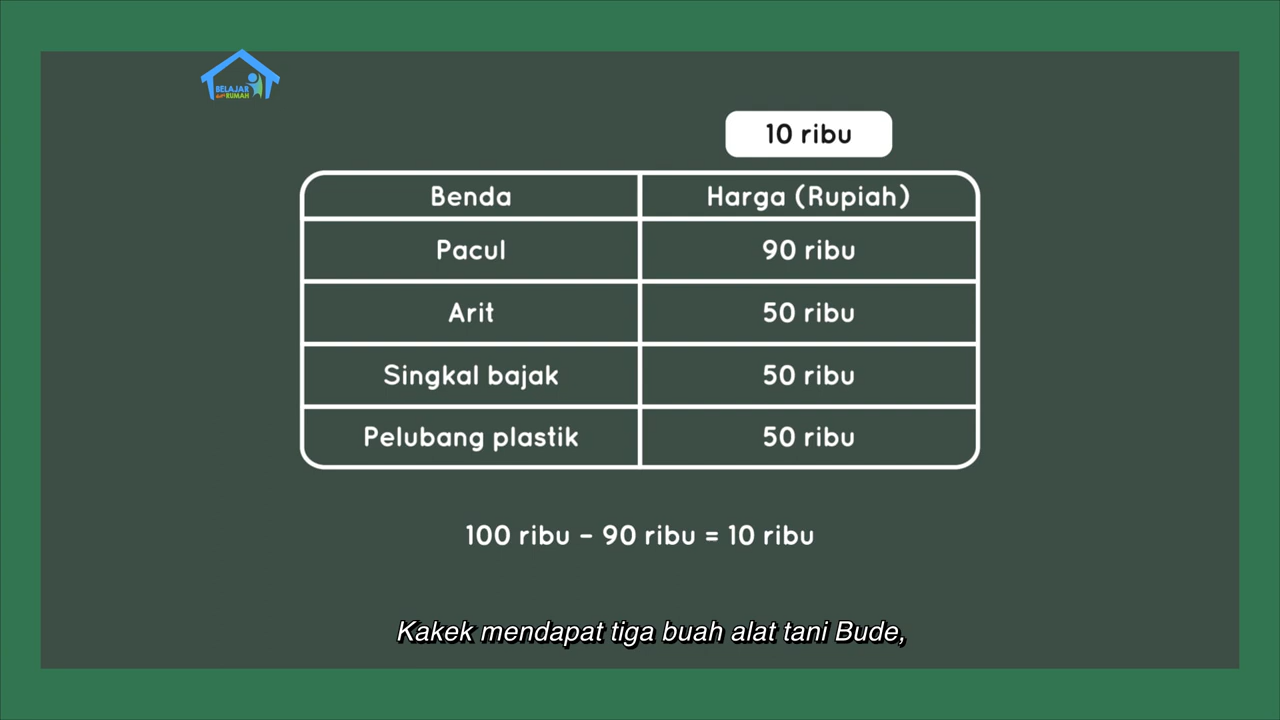 BELAJAR
dari RUMAH
10 ribu
Benda Harga (Rupiah)
Pacul 90 ribu
Arit 50 ribu
Singkal bajak 50 ribu
Pelubang plastik 50 ribu
100 ribu - 90 ribu = 10 ribu
Kakek mendapat tiga buah alat tani Bude,